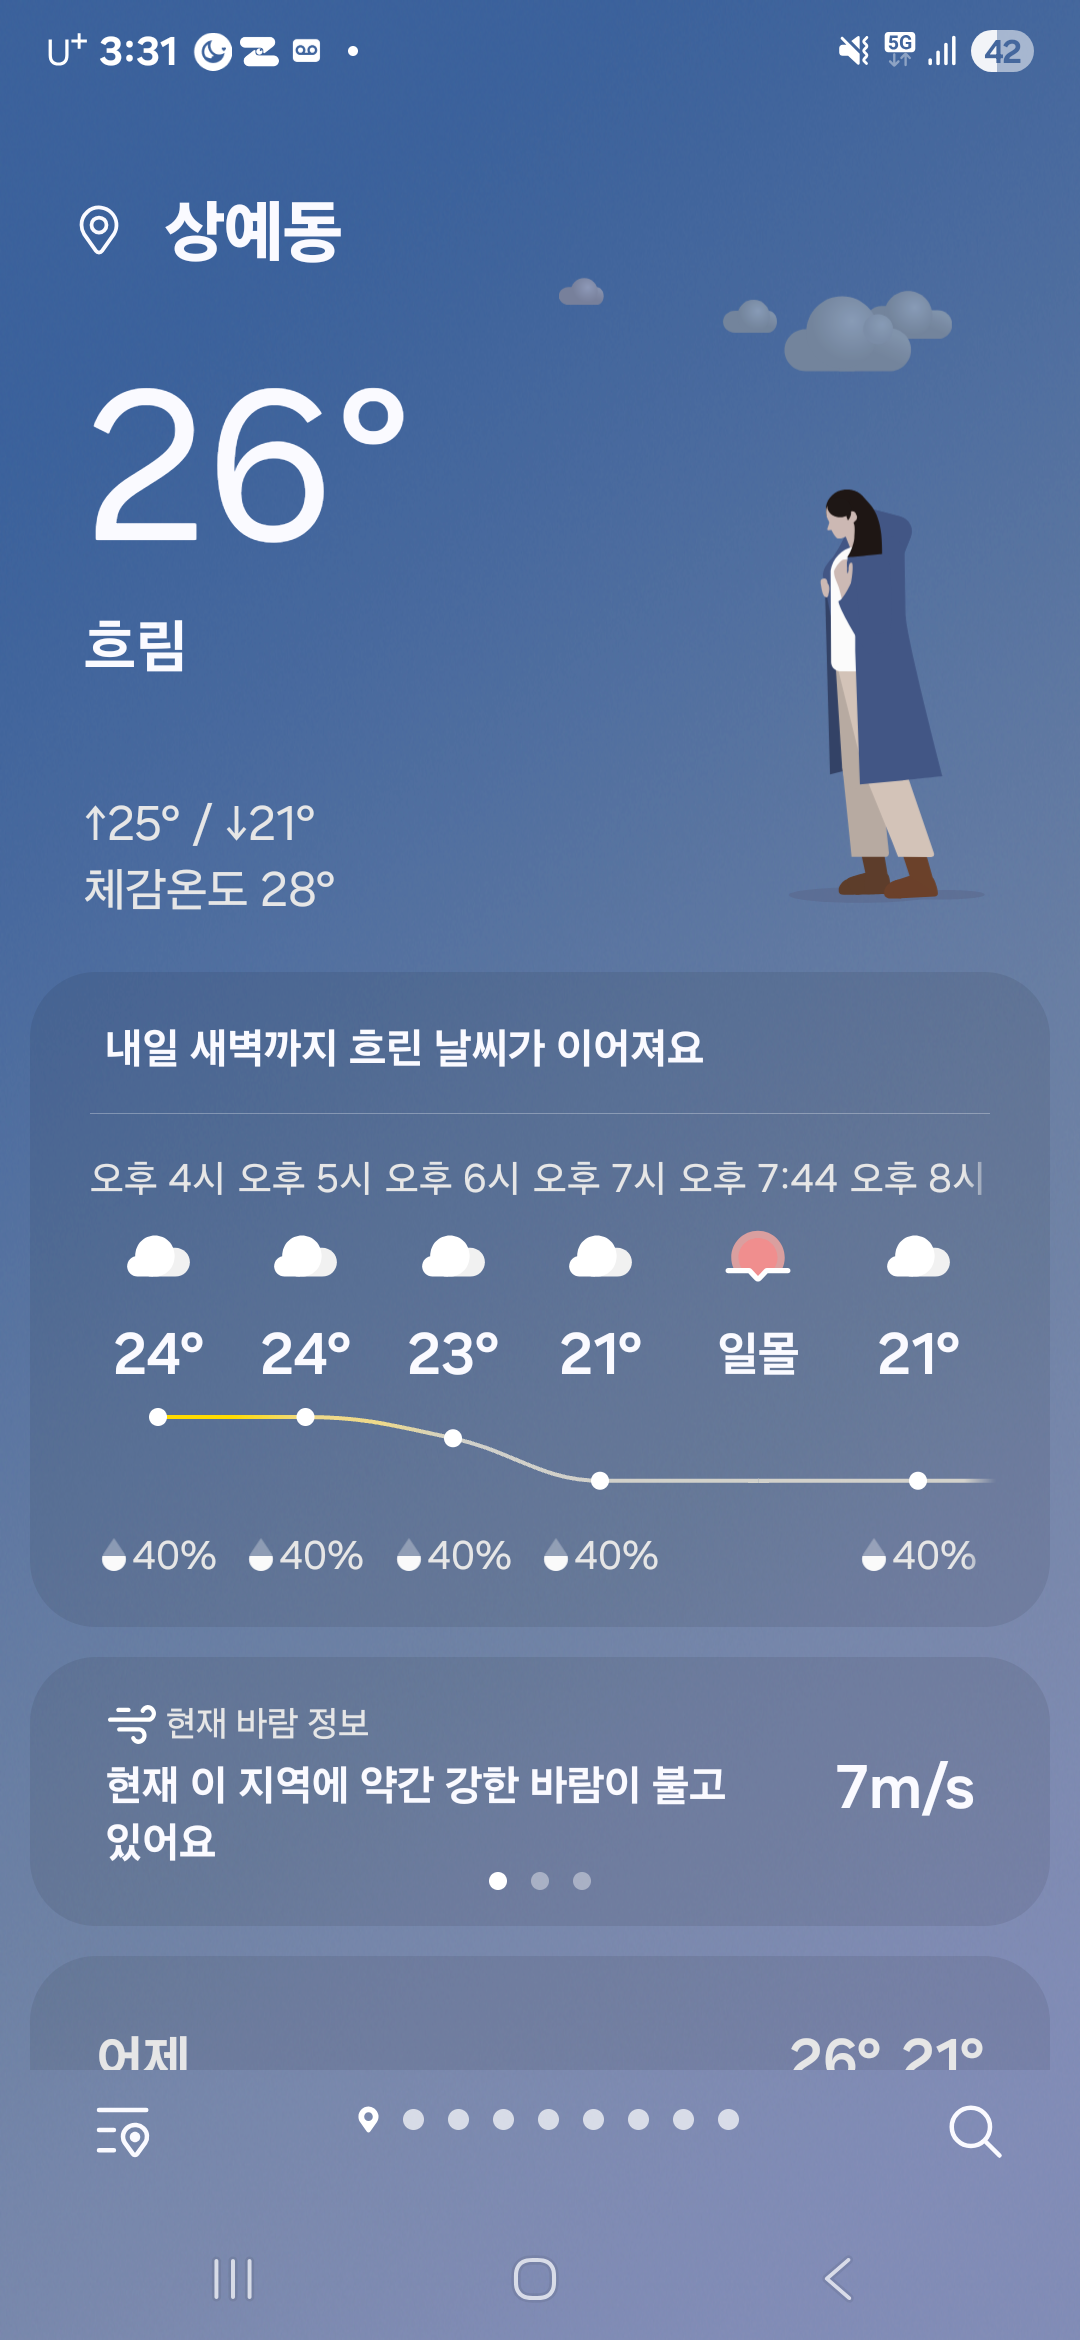 U+ 3:31 5G 42
상예동
26°
흐림
↑25° / ↓21°
체감온도 28°
내일 새벽까지 흐린 날씨가 이어져요
오후 4시 오후 5시 오후 6시 오후 7시 오후 7:44 오후 8시
24° 24° 23° 21° 일몰 21°
40% 40% 40% 40% 40%
현재 바람 정보
현재 이 지역에 약간 강한 바람이 불고
있어요
7m/s
어제 26° 21°